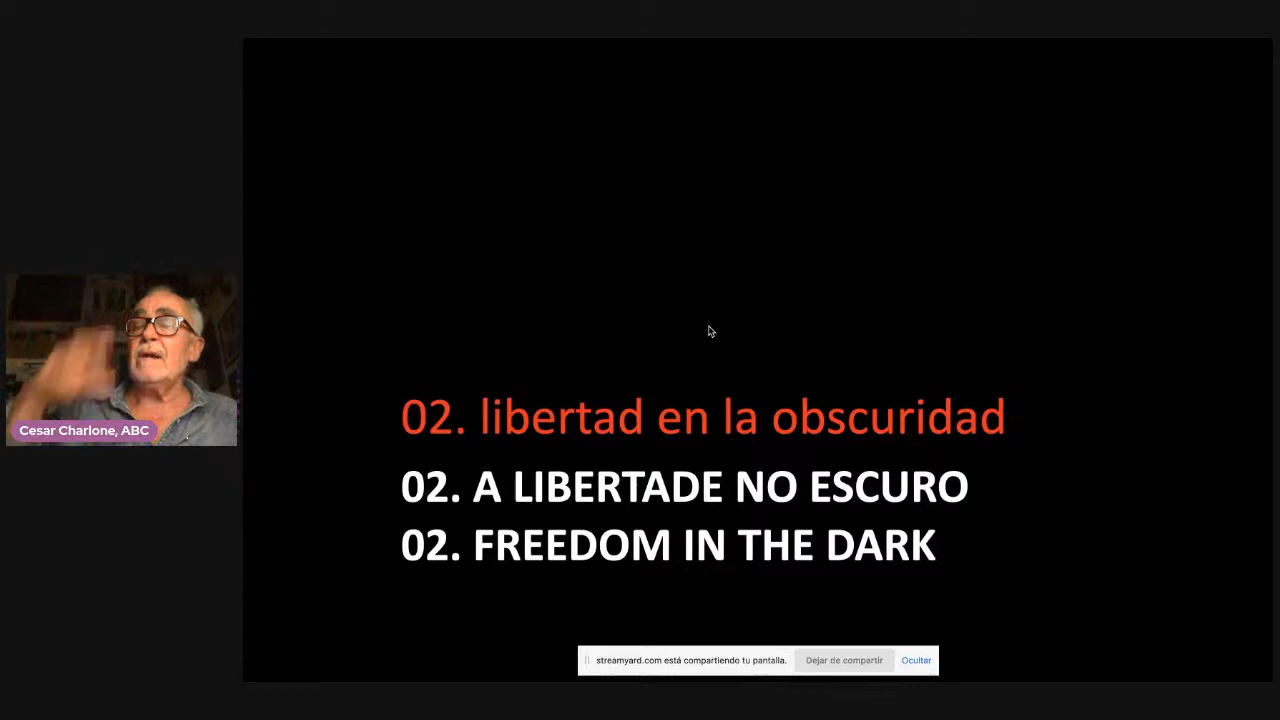 02. libertad en la obscuridad
02. A LIBERTADE NO ESCURO
02. FREEDOM IN THE DARK
Cesar Charlone, ABC
streamyard.com está compartiendo tu pantalla. Dejar de compartir Ocultar